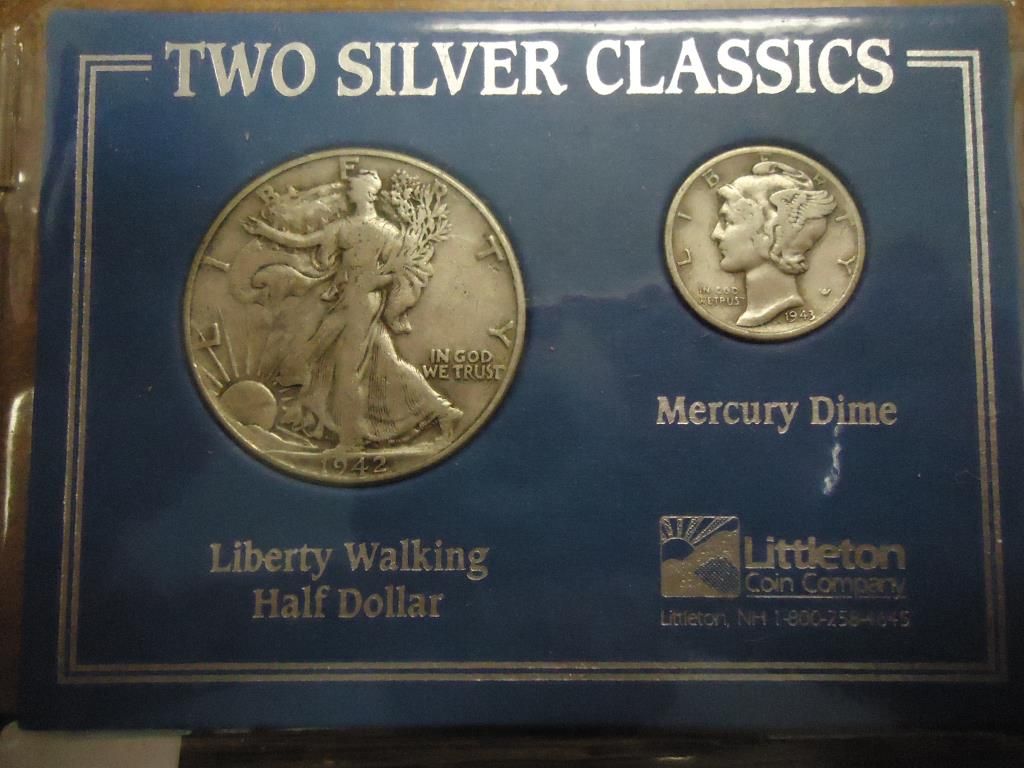 TWO SILVER CLASSICS
LIBERTY
IN GOD
WE TRUST
1942
LIBERTY
IN GOD
WE TRUST
1943
Mercury Dime
Liberty Walking
Half Dollar
Littleton
Coin Company
Littleton, NH 1-800-258-4645